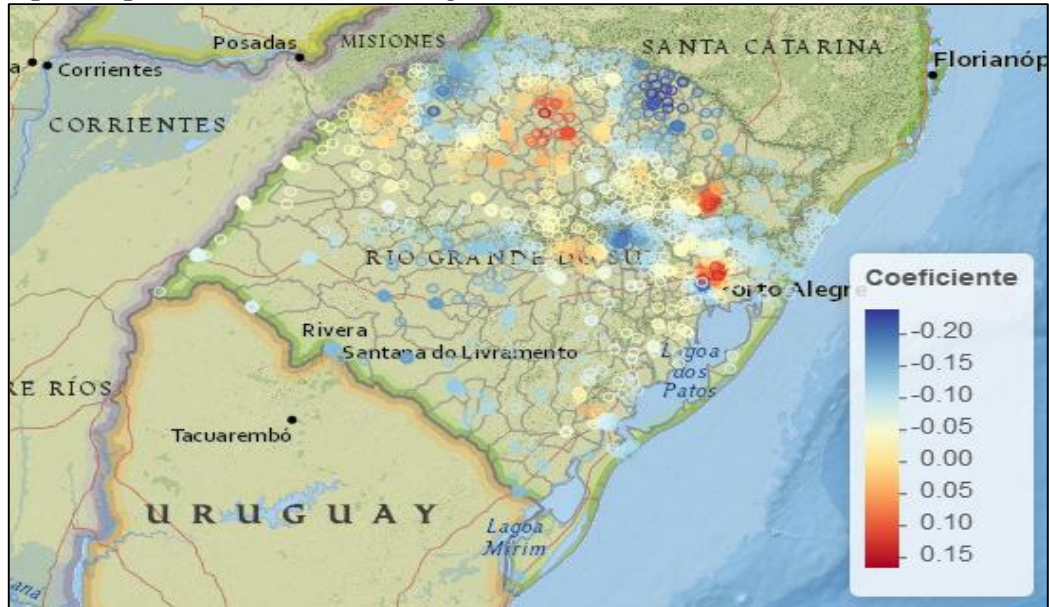 Posadas
MISIONES
SANTA CATARINA
Florianóp
a
Corrientes
CORRIENTES
RIO GRANDE DO SU
Coeficiente
orto Alegre
-0.20
-0.15
-0.10
-0.05
0.00
0.05
0.10
0.15
Rivera
Santana do Livramento
Lagoa
dos
Patos
RE RÍOS
Tacuarembó
URUGUAY
Lagoa
Mirim